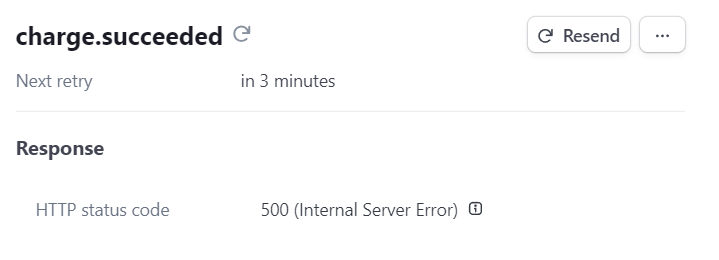 charge.succeeded
Resend
...
Next retry in 3 minutes
Response
HTTP status code 500 (Internal Server Error)